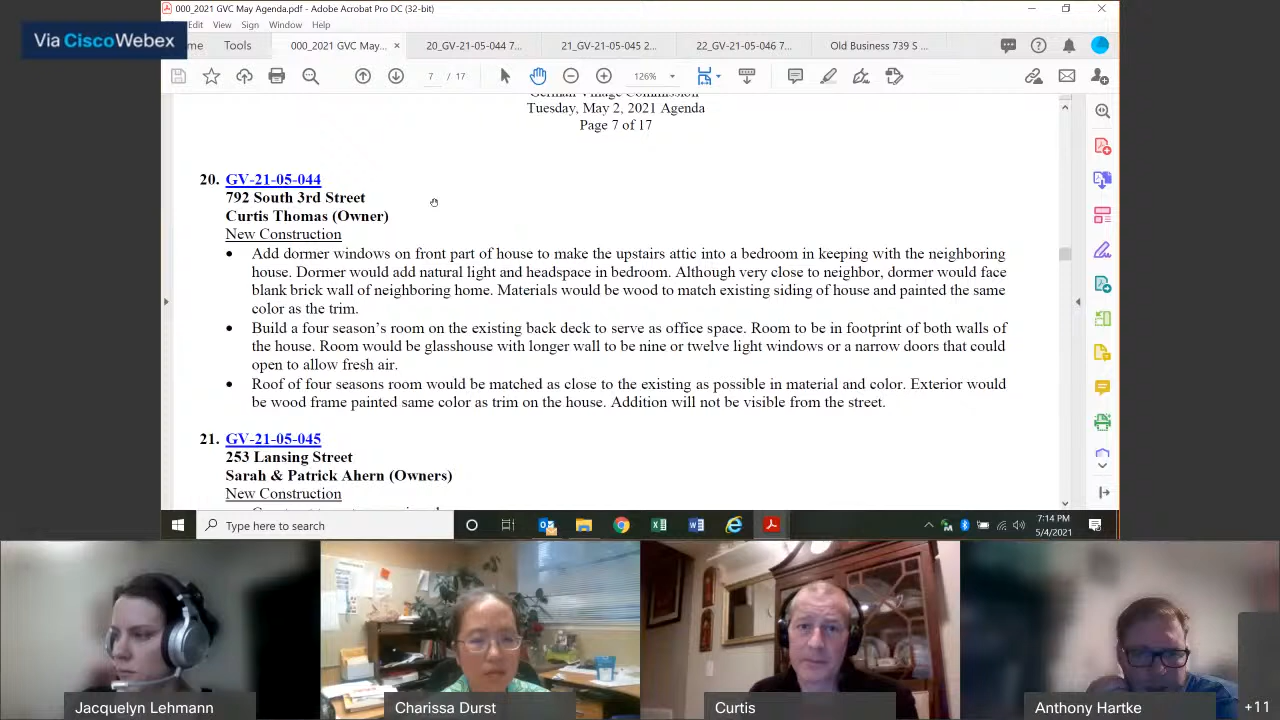 000_2021 GVC May Agenda.pdf - Adobe Acrobat Pro DC (32-bit)
Via Cisco Webex
Edit View Sign Window Help
me Tools 000_2021 GVC May... × 20_GV-21-05-044 7... 21_GV-21-05-045 2... 22_GV-21-05-046 7... Old Business_739 S ...
7 / 17 126%
German Village Commission
Tuesday, May 2, 2021 Agenda
Page 7 of 17
20. GV-21-05-044
792 South 3rd Street
Curtis Thomas (Owner)
New Construction
• Add dormer windows on front part of house to make the upstairs attic into a bedroom in keeping with the neighboring
house. Dormer would add natural light and headspace in bedroom. Although very close to neighbor, dormer would face
blank brick wall of neighboring home. Materials would be wood to match existing siding of house and painted the same
color as the trim.
• Build a four season's room on the existing back deck to serve as office space. Room to be in footprint of both walls of
the house. Room would be glasshouse with longer wall to be nine or twelve light windows or a narrow doors that could
open to allow fresh air.
• Roof of four seasons room would be matched as close to the existing as possible in material and color. Exterior would
be wood frame painted same color as trim on the house. Addition will not be visible from the street.
21. GV-21-05-045
253 Lansing Street
Sarah & Patrick Ahern (Owners)
New Construction
Type here to search
7:14 PM
5/4/2021
Jacquelyn Lehmann
Charissa Durst
Curtis
Anthony Hartke
+11